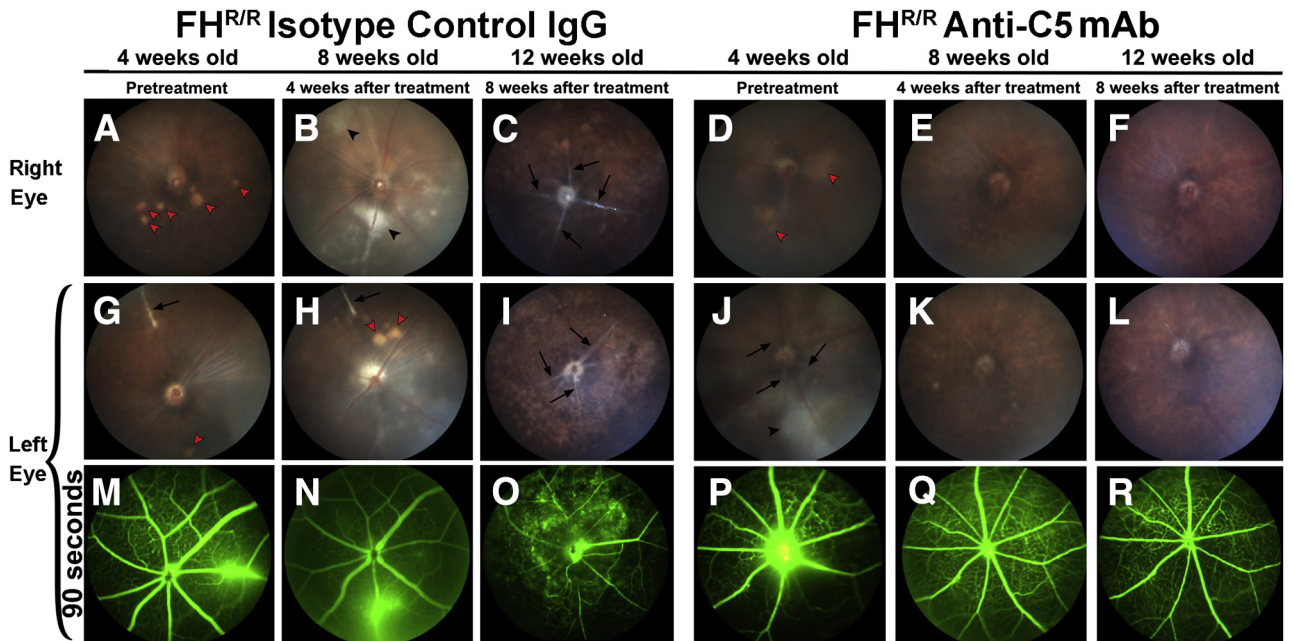 FHR/R Isotype Control IgG FHR/R Anti-C5 mAb
4 weeks old 8 weeks old 12 weeks old 4 weeks old 8 weeks old 12 weeks old
Pretreatment 4 weeks after treatment 8 weeks after treatment Pretreatment 4 weeks after treatment 8 weeks after treatment
A B C D E F
Right
Eye
G H I J K L
Left
Eye
M N O P Q R
90 seconds